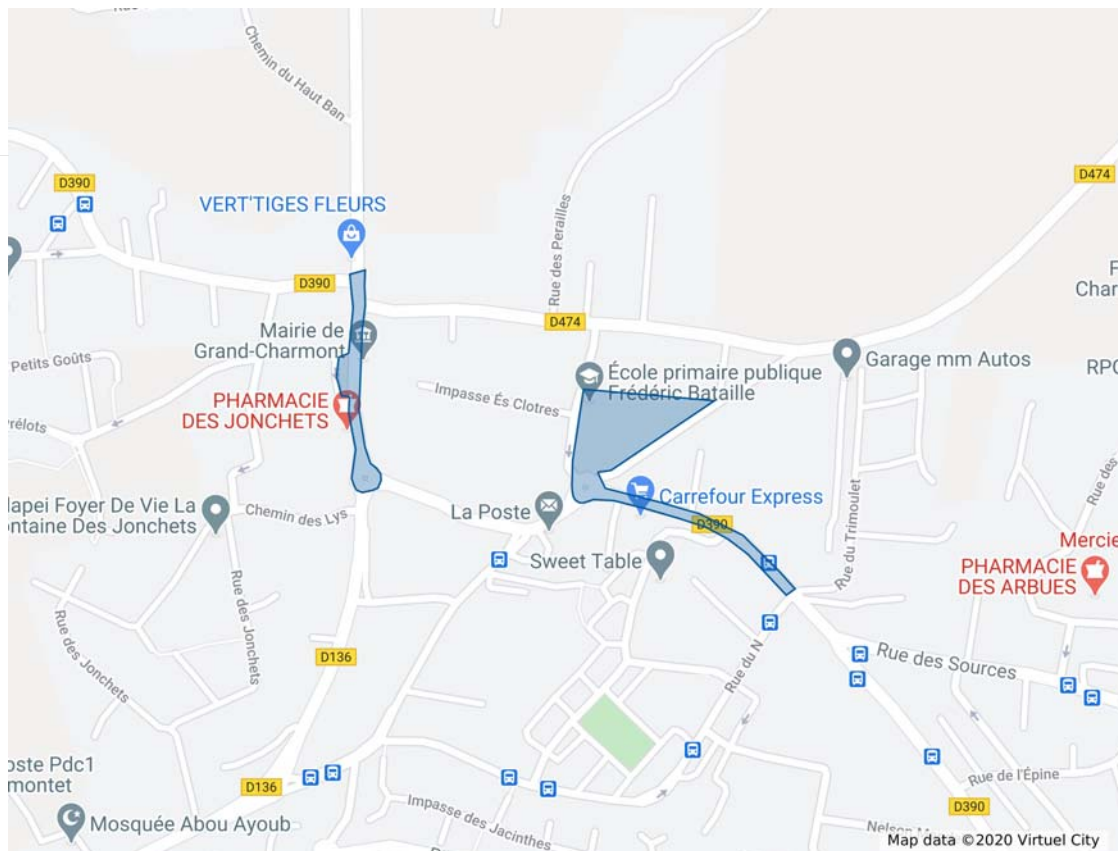 Chemin du Haut Ban
D390
D474
VERT'TIGES FLEURS
Rue des Perailles
D390
D474
Mairie de
Grand-Charmont
Petits Goûts
École primaire publique
Frédéric Bataille
Garage mm Autos
Impasse És Clotres
PHARMACIE
DES JONCHETS
La Poste
Carrefour Express
D390
Chemin des Lys
Sweet Table
Rue du Trimoulet
Rue des
Mercie
PHARMACIE
DES ARBUES
Rue des Jonchets
Rue des Jonchets
D136
Rue du N
Rue des Sources
D136
Rue de l'Épine
D390
Impasse des Jacinthes
Mosquée Abou Ayoub
Map data ©2020 Virtuel City